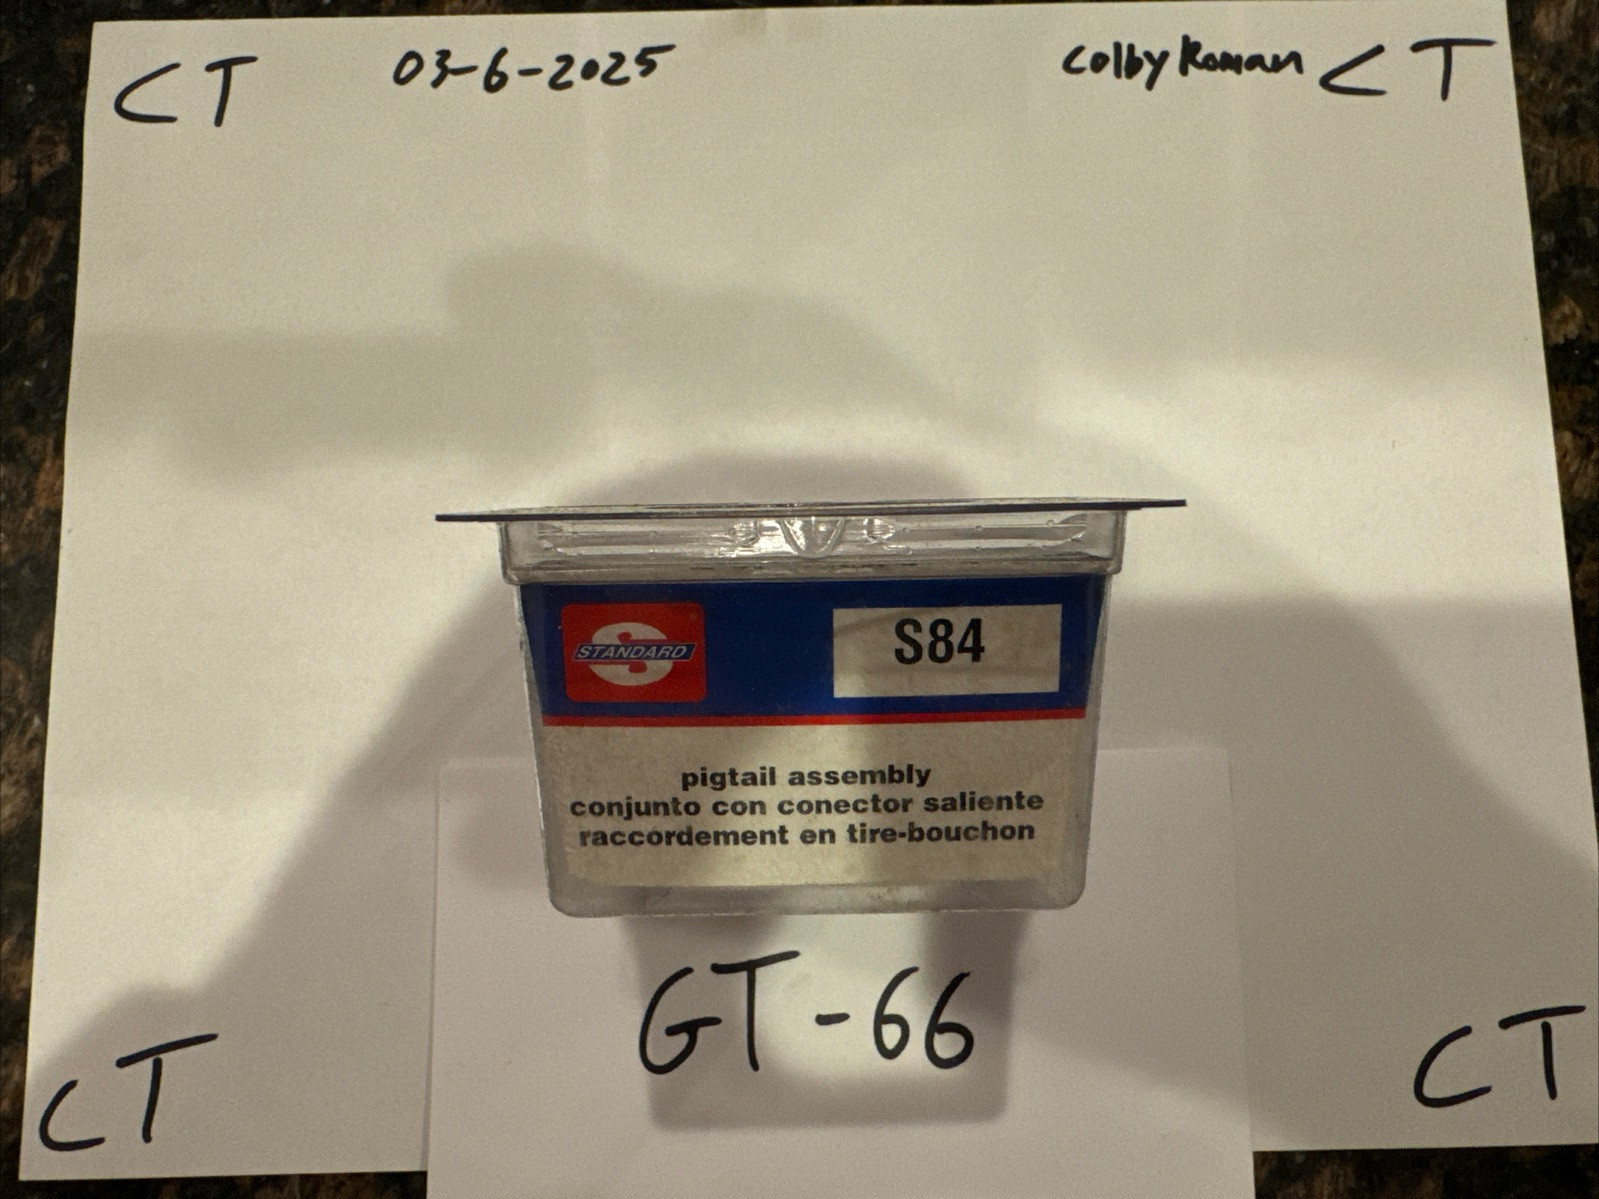 CT 03-6-2025 Colby Roman CT
S STANDARD
S84
pigtail assembly
conjunto con conector saliente
raccordement en tire-bouchon
GT-66
CT CT